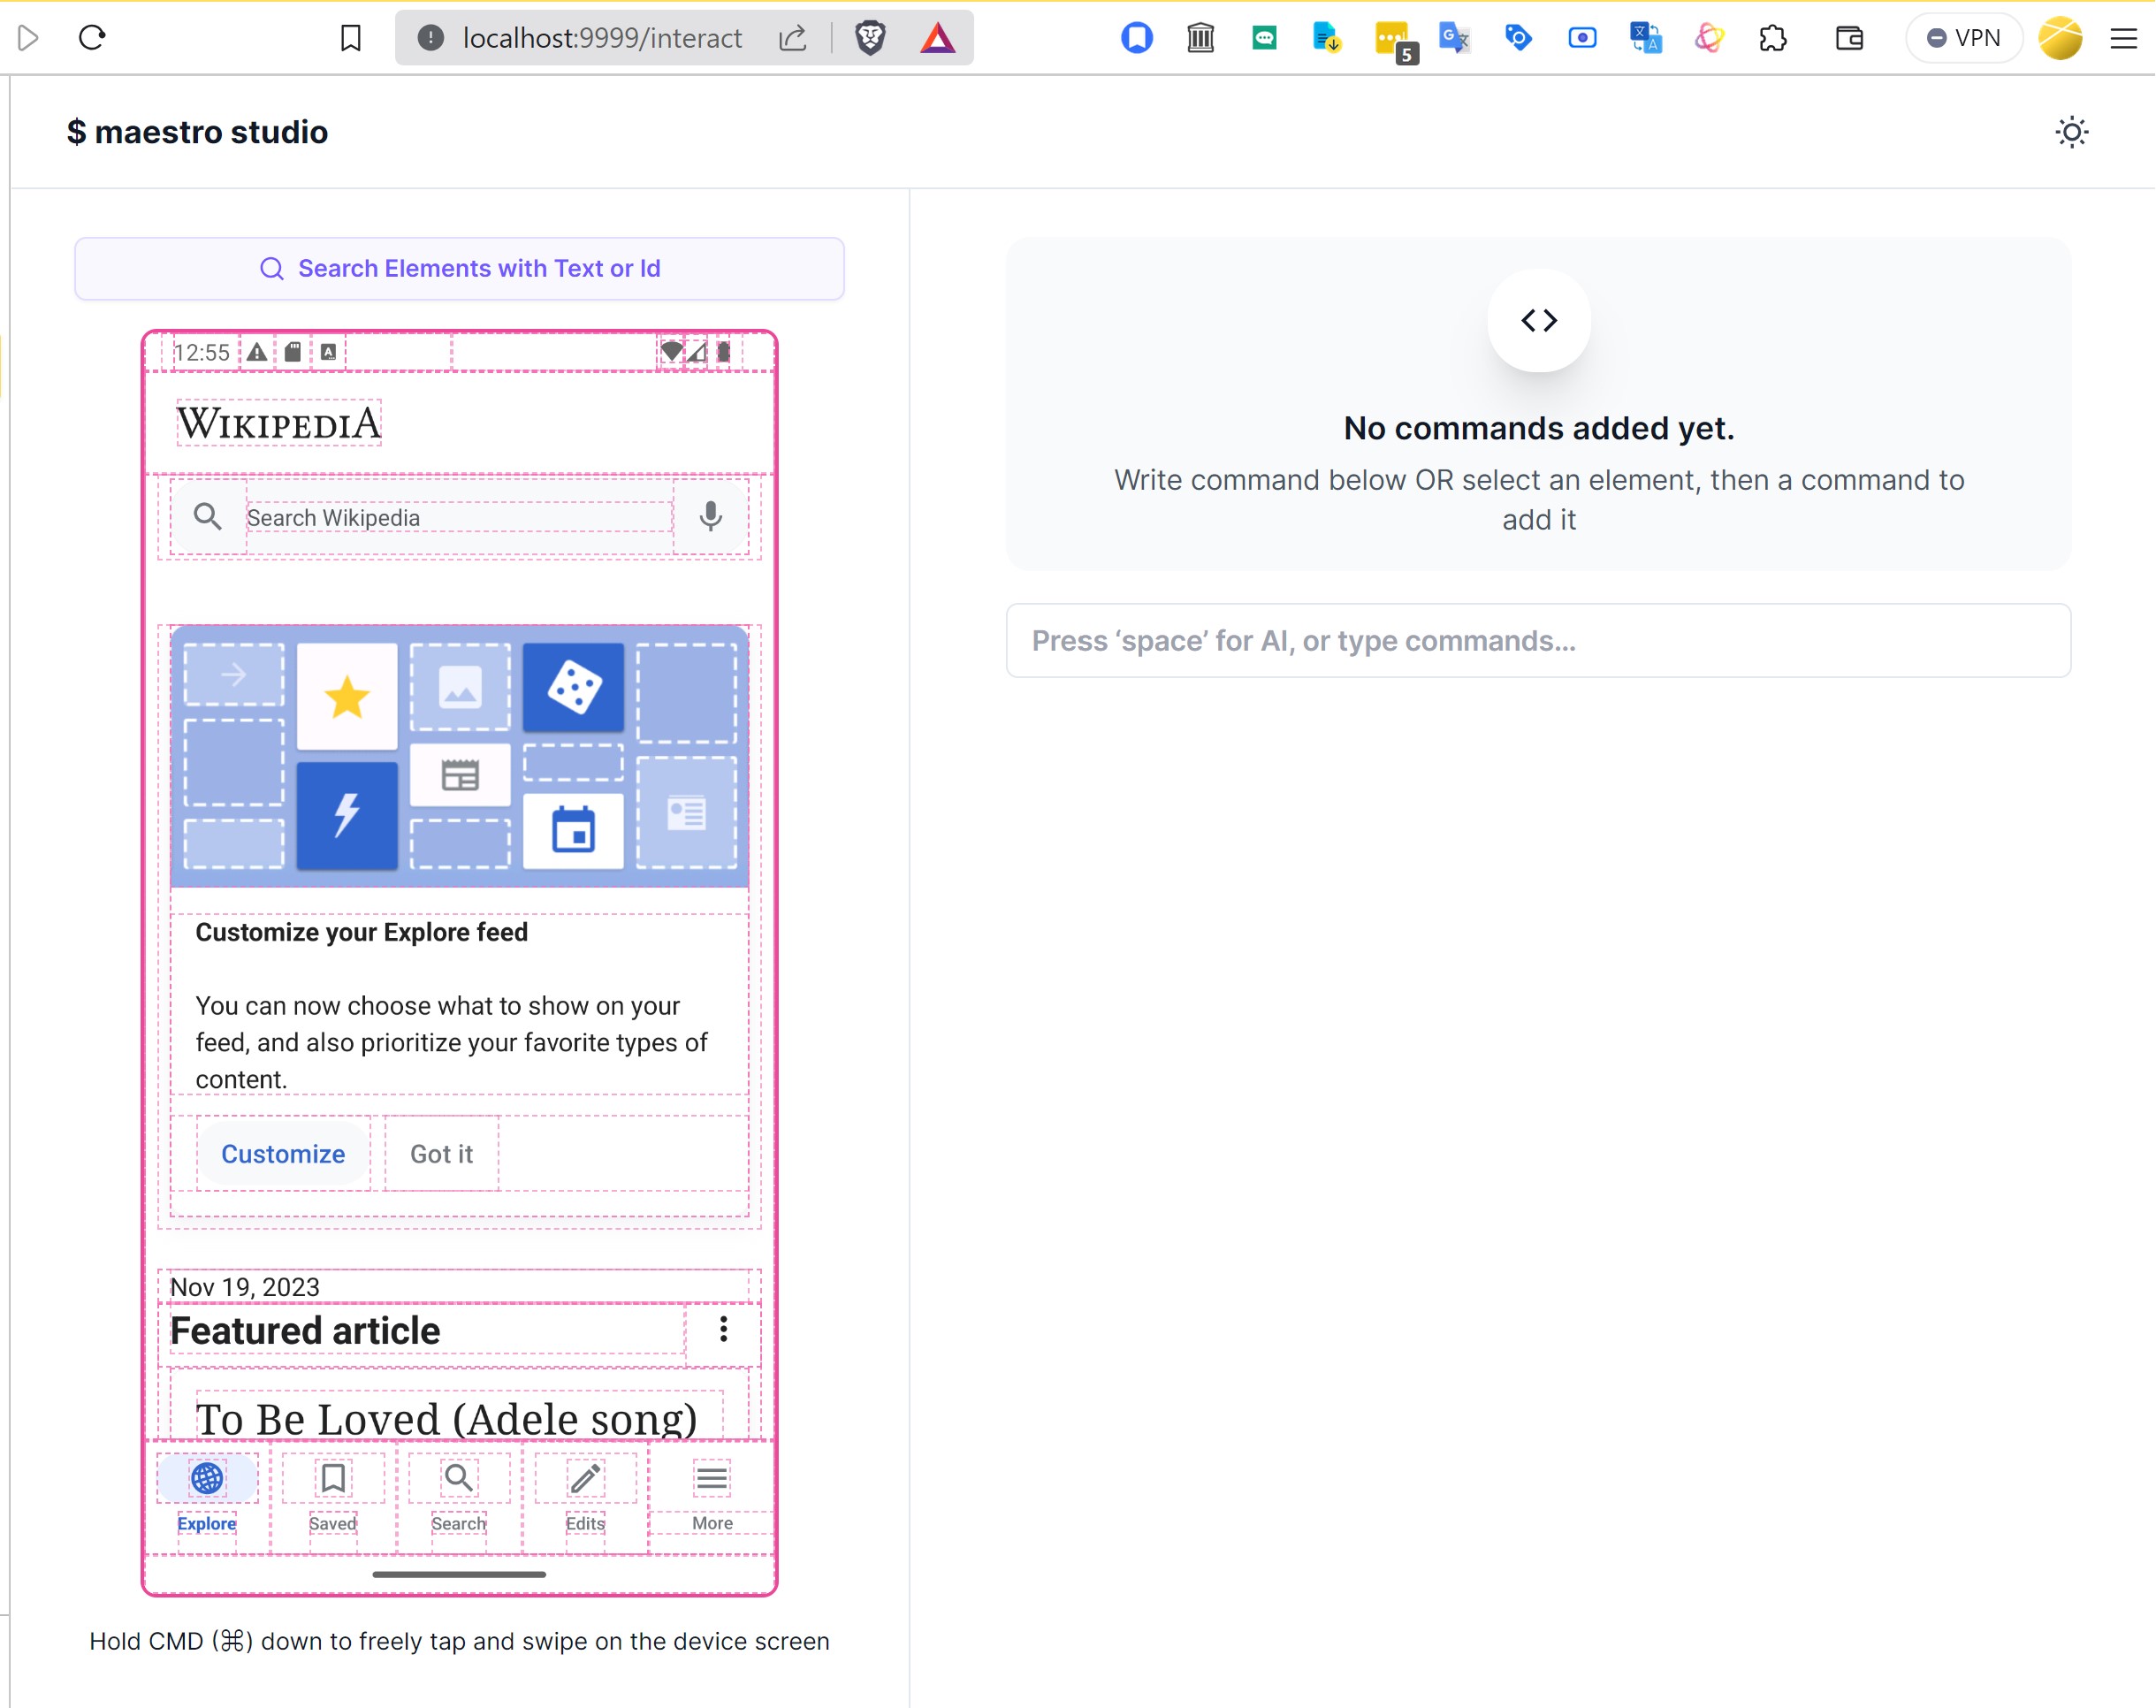 localhost:9999/interact
5
VPN
$ maestro studio
Search Elements with Text or Id
12:55
A
WIKIPEDIA
Search Wikipedia
Customize your Explore feed
You can now choose what to show on your
feed, and also prioritize your favorite types of
content.
Customize
Got it
Nov 19, 2023
Featured article
To Be Loved (Adele song)
Explore
Saved
Search
Edits
More
Hold CMD (⌘) down to freely tap and swipe on the device screen
No commands added yet.
Write command below OR select an element, then a command to
add it
Press ‘space’ for AI, or type commands...